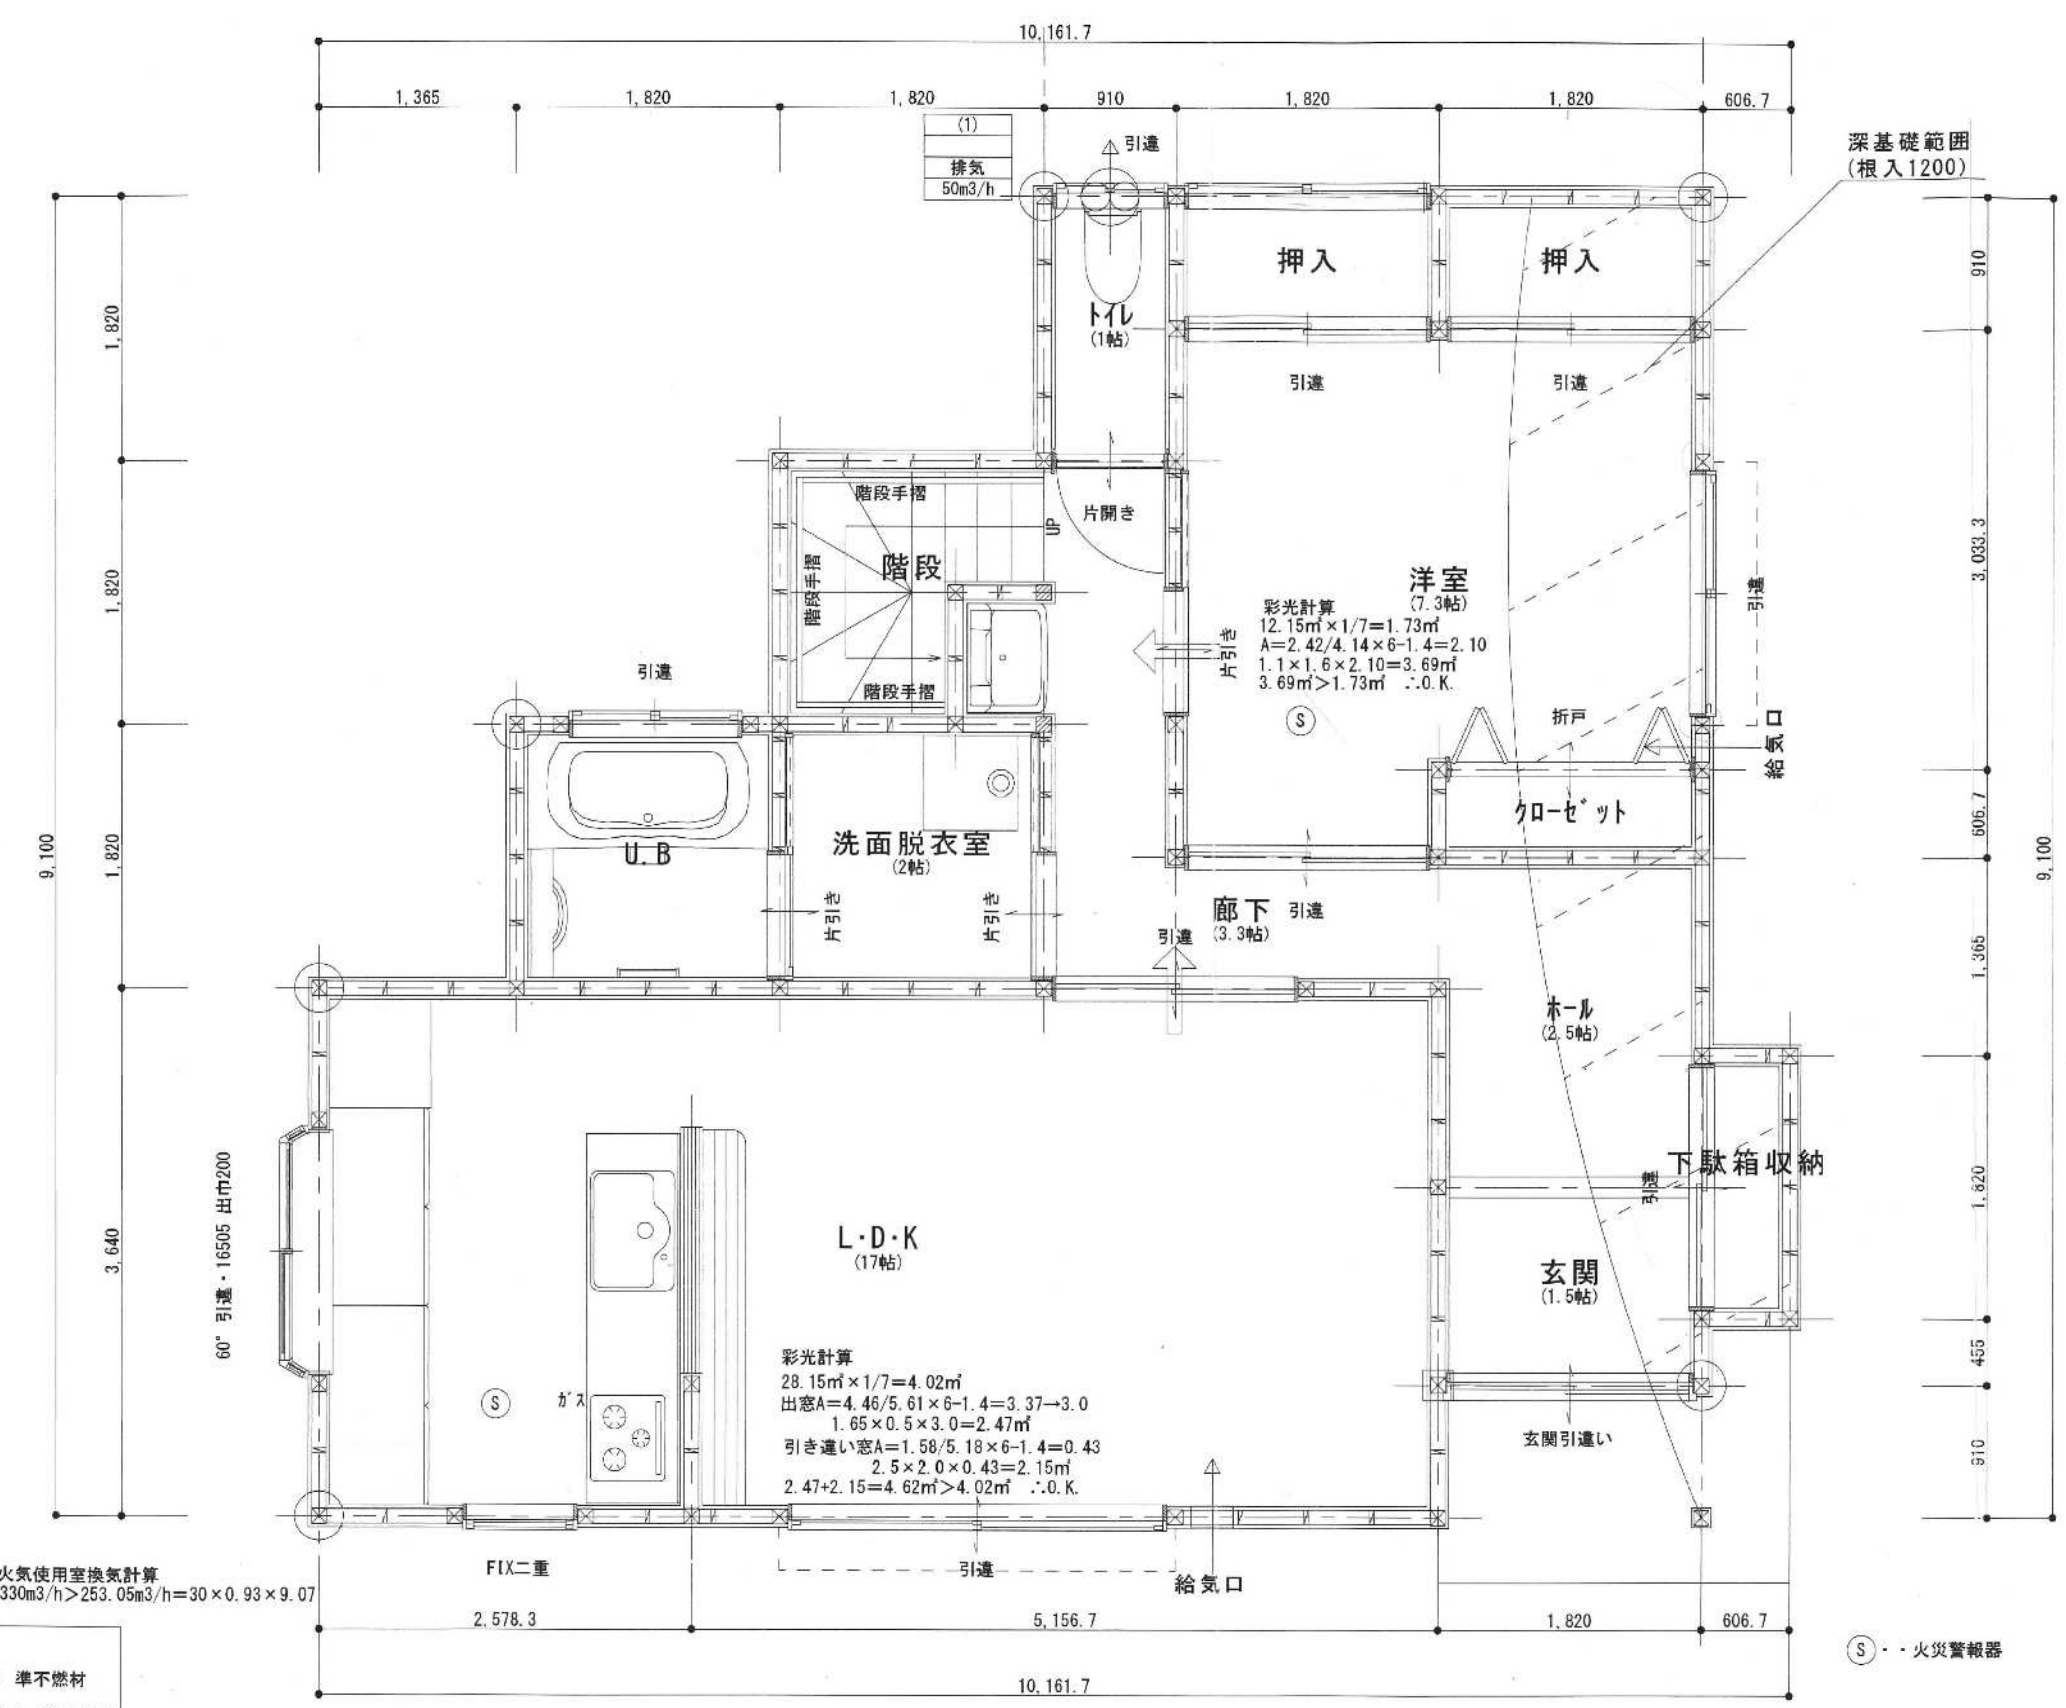 10,161.7
1,365
1,820
1,820
910
1,820
1,820
606.7
(1)
排気
50m3/h
引違
深基礎範囲
(根入1200)
押入
押入
トイレ
(1帖)
引違
引違
910
1,820
階段手摺
UP
片開き
階段手摺
階段
洋室
(7.3帖)
彩光計算
12.15㎡×1/7=1.73㎡
A=2.42/4.14×6-1.4=2.10
1.1×1.6×2.10=3.69㎡
3.69㎡>1.73㎡ ∴O.K.
片引き
引違
3,033.3
1,820
引違
階段手摺
S
折戸
給気口
クローゼット
606.7
9,100
1,820
U.B
洗面脱衣室
(2帖)
片引き
片引き
廊下
(3.3帖)
引違
引違
1,365
9,100
ホール
(2.5帖)
下駄箱収納
引違
1,820
60° 引違・16505 出巾200
3,640
L・D・K
(17帖)
玄関
(1.5帖)
455
彩光計算
28.15㎡×1/7=4.02㎡
出窓A=4.46/5.61×6-1.4=3.37→3.0
1.65×0.5×3.0=2.47㎡
引き違い窓A=1.58/5.18×6-1.4=0.43
2.5×2.0×0.43=2.15㎡
2.47+2.15=4.62㎡>4.02㎡ ∴O.K.
S
ガス
玄関引違い
910
FIX二重
引違
給気口
火気使用室換気計算
330m3/h>253.05m3/h=30×0.93×9.07
2,578.3
5,156.7
1,820
606.7
S・・火災警報器
準不燃材
10,161.7